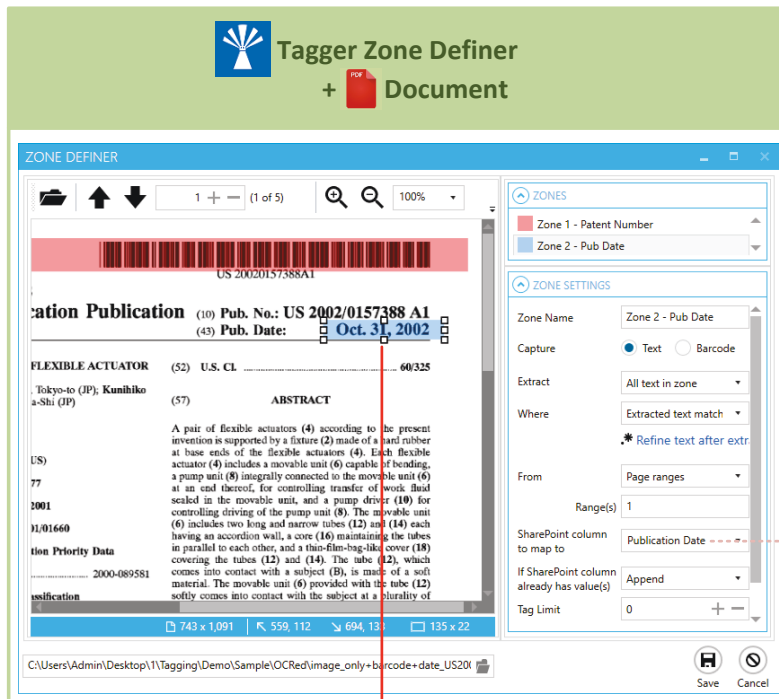 Tagger Zone Definer
+ PDF Document
ZONE DEFINER
1 + − (1 of 5) 100%
US 20020157388A1
cation Publication
(10) Pub. No.: US 2002/0157388 A1
(43) Pub. Date: Oct. 31, 2002
FLEXIBLE ACTUATOR
Tokyo-to (JP); Kunihiko
a-Shi (JP)
US)
77
2001
01/01660
tion Priority Data
2000-089581
ssification
(52) U.S. Cl. 60/325
(57) ABSTRACT
A pair of flexible actuators (4) according to the present
invention is supported by a fixture (2) made of a hard rubber
at base ends of the flexible actuators (4). Each flexible
actuator (4) includes a movable unit (6) capable of bending,
a pump unit (8) integrally connected to the movable unit (6)
at an end thereof, for controlling transfer of work fluid
sealed in the movable unit, and a pump driver (10) for
controlling driving of the pump unit (8). The movable unit
(6) includes two long and narrow tubes (12) and (14) each
having an accordion wall, a core (16) maintaining the tubes
in parallel to each other, and a thin-film-bag-like cover (18)
covering the tubes (12) and (14). The tube (12), which
comes into contact with a subject (B), is made of a soft
material. The movable unit (6) provided with the tube (12)
softly comes into contact with the subject at a plurality of
743 x 1,091 559, 112 694, 133 135 x 22
C:\Users\Admin\Desktop\1\Tagging\Demo\Sample\OCRed\image_only+barcode+date_US200
ZONES
Zone 1 - Patent Number
Zone 2 - Pub Date
ZONE SETTINGS
Zone Name Zone 2 - Pub Date
Capture Text Barcode
Extract All text in zone
Where Extracted text match
.* Refine text after extr
From Page ranges
Range(s) 1
SharePoint column
to map to Publication Date
If SharePoint column
already has value(s) Append
Tag Limit 0 + −
Save Cancel